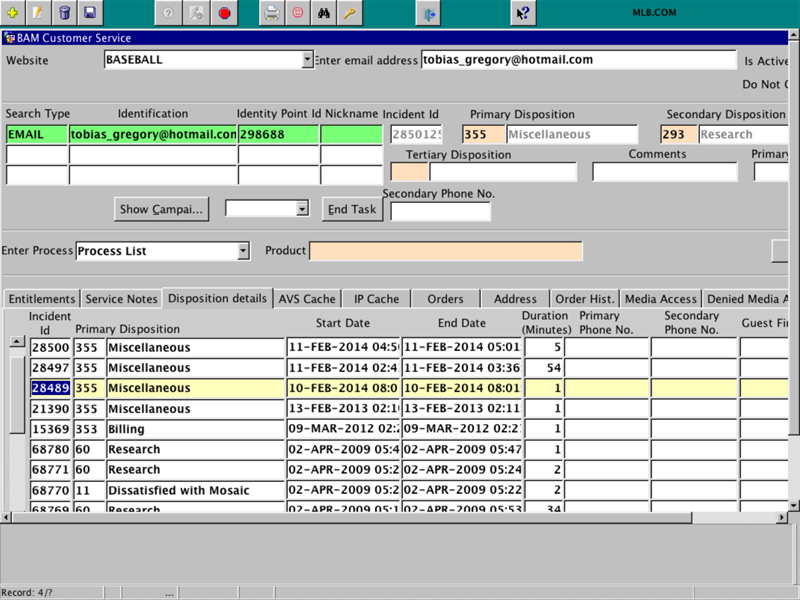 MLB.COM
BAM Customer Service
Website BASEBALL Enter email address tobias_gregory@hotmail.com Is Active
Do Not
Search Type Identification Identity Point Id Nickname Incident Id Primary Disposition Secondary Disposition
EMAIL tobias_gregory@hotmail.com 298688 285012 355 Miscellaneous 293 Research
Tertiary Disposition Comments Primary
Secondary Phone No.
Show Campai... End Task
Enter Process Process List Product
Entitlements Service Notes Disposition details AVS Cache IP Cache Orders Address Order Hist. Media Access Denied Media A
Incident Id Primary Disposition Start Date End Date Duration (Minutes) Primary Phone No. Secondary Phone No. Guest Fir
28500 355 Miscellaneous 11-FEB-2014 04:5 11-FEB-2014 05:01 5
28497 355 Miscellaneous 11-FEB-2014 02:4 11-FEB-2014 03:36 54
28489 355 Miscellaneous 10-FEB-2014 08:0 10-FEB-2014 08:01 1
21390 355 Miscellaneous 13-FEB-2013 02:1 13-FEB-2013 02:11 1
15369 353 Billing 09-MAR-2012 02:2 09-MAR-2012 02:2 1
68780 60 Research 02-APR-2009 05:4 02-APR-2009 05:47 1
68771 60 Research 02-APR-2009 05:2 02-APR-2009 05:24 2
68770 11 Dissatisfied with Mosaic 02-APR-2009 05:2 02-APR-2009 05:22 2
68769 60 Research 02-APR-2009 05:1 02-APR-2009 05:53 34
Record: 4/? ...